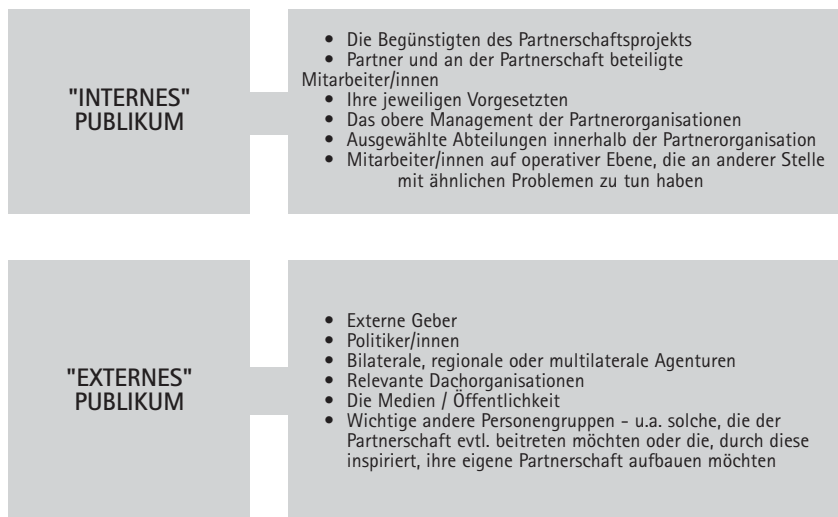 "INTERNES"
PUBLIKUM
• Die Begünstigten des Partnerschaftsprojekts
• Partner und an der Partnerschaft beteiligte
Mitarbeiter/innen
• Ihre jeweiligen Vorgesetzten
• Das obere Management der Partnerorganisationen
• Ausgewählte Abteilungen innerhalb der Partnerorganisation
• Mitarbeiter/innen auf operativer Ebene, die an anderer Stelle
mit ähnlichen Problemen zu tun haben
"EXTERNES"
PUBLIKUM
• Externe Geber
• Politiker/innen
• Bilaterale, regionale oder multilaterale Agenturen
• Relevante Dachorganisationen
• Die Medien / Öffentlichkeit
• Wichtige andere Personengruppen - u.a. solche, die der
Partnerschaft evtl. beitreten möchten oder die, durch diese
inspiriert, ihre eigene Partnerschaft aufbauen möchten